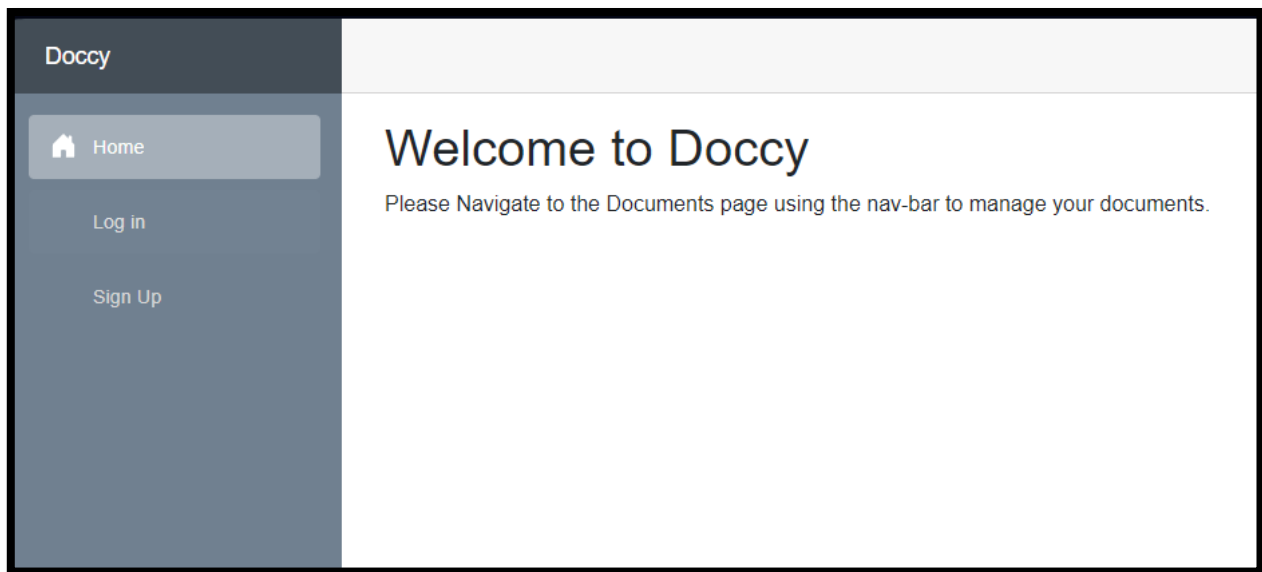 Doccy
Home
Log in
Sign Up
Welcome to Doccy
Please Navigate to the Documents page using the nav-bar to manage your documents.